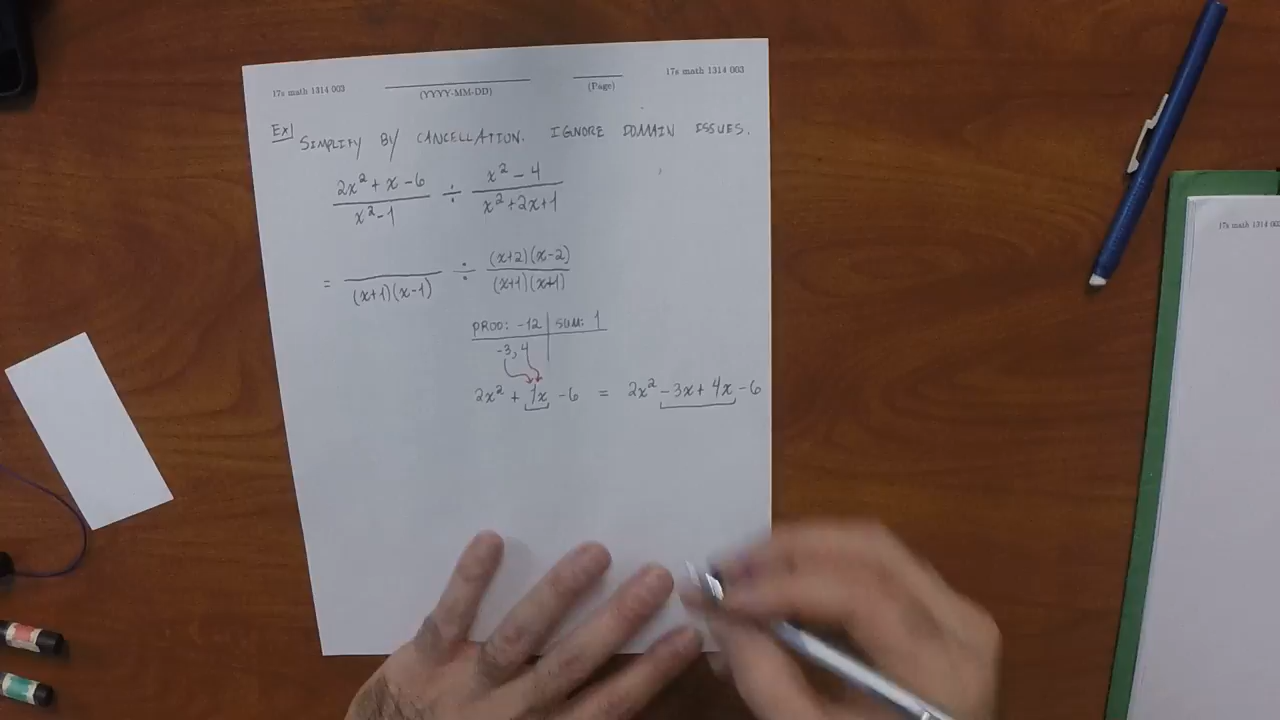 17s math 1314 003 (YYYY-MM-DD) (Page) 17s math 1314 003
Ex] SIMPLIFY BY CANCELLATION. IGNORE DOMAIN ISSUES.
2x² + x - 6 / x² - 1 ÷ x² - 4 / x² + 2x + 1
= / (x+1)(x-1) ÷ (x+2)(x-2) / (x+1)(x+1)
PROD: -12 | SUM: 1
-3, 4
2x² + 1x - 6 = 2x² - 3x + 4x - 6
17s math 1314 00